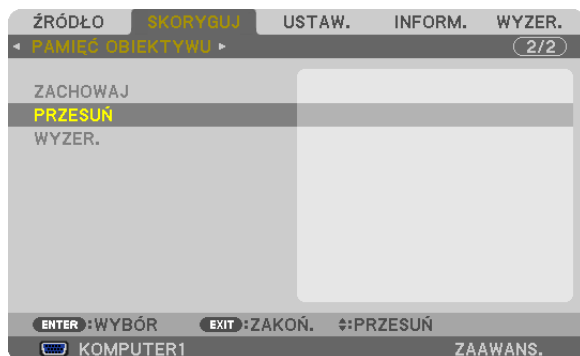 ŹRÓDŁO SKORYGUJ USTAW. INFORM. WYZER.
PAMIĘĆ OBIEKTYWU 2/2
ZACHOWAJ
PRZESUŃ
WYZER.
ENTER:WYBÓR EXIT:ZAKOŃ. :PRZESUŃ
KOMPUTER1 ZAAWANS.